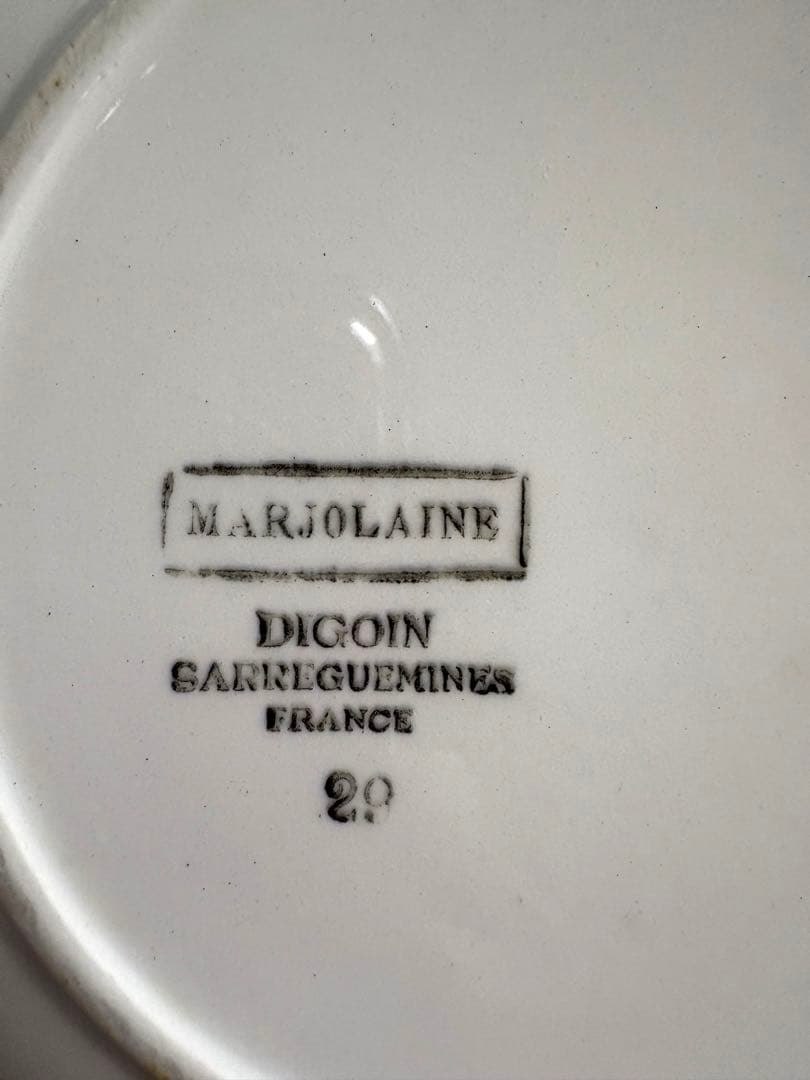 MARJOLAINE
DIGOIN
SARREGUEMINES
FRANCE
29